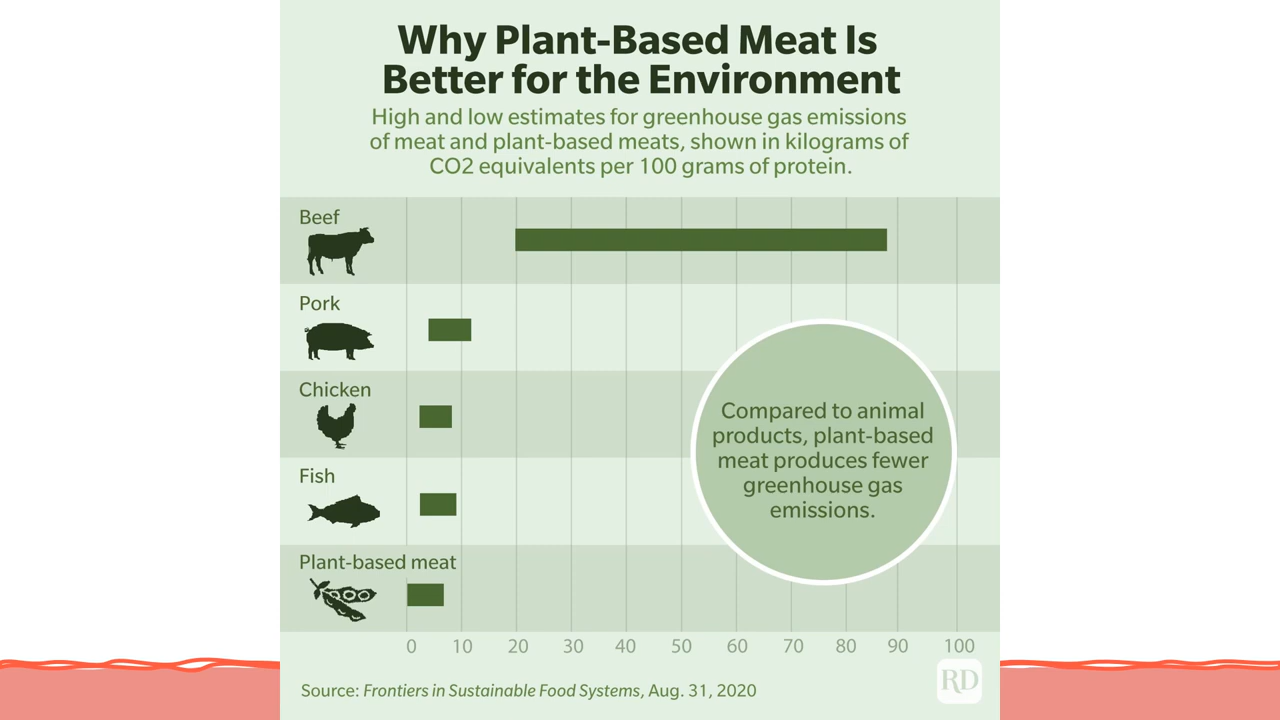 Why Plant-Based Meat Is
Better for the Environment
High and low estimates for greenhouse gas emissions
of meat and plant-based meats, shown in kilograms of
CO2 equivalents per 100 grams of protein.
Beef
Pork
Chicken
Fish
Plant-based meat
Compared to animal
products, plant-based
meat produces fewer
greenhouse gas
emissions.
0 10 20 30 40 50 60 70 80 90 100
Source: Frontiers in Sustainable Food Systems, Aug. 31, 2020
RD